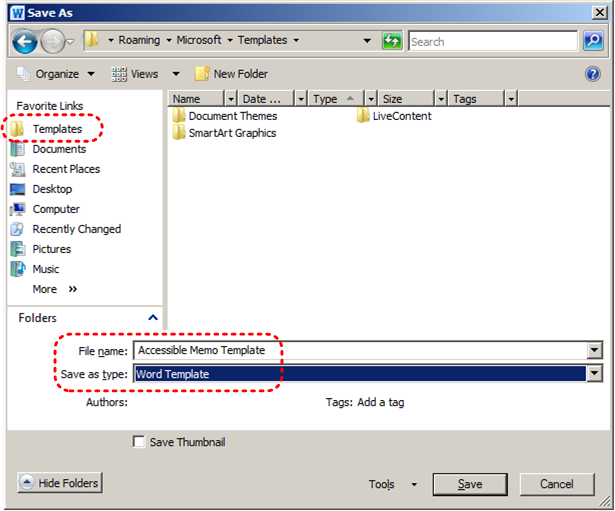 Save As
Roaming Microsoft Templates Search
Organize Views New Folder
Favorite Links
Templates
Documents
Recent Places
Desktop
Computer
Recently Changed
Pictures
Music
More »
Folders
Name Date ... Type Size Tags
Document Themes LiveContent
SmartArt Graphics
File name: Accessible Memo Template
Save as type: Word Template
Authors: Tags: Add a tag
Save Thumbnail
Hide Folders Tools Save Cancel